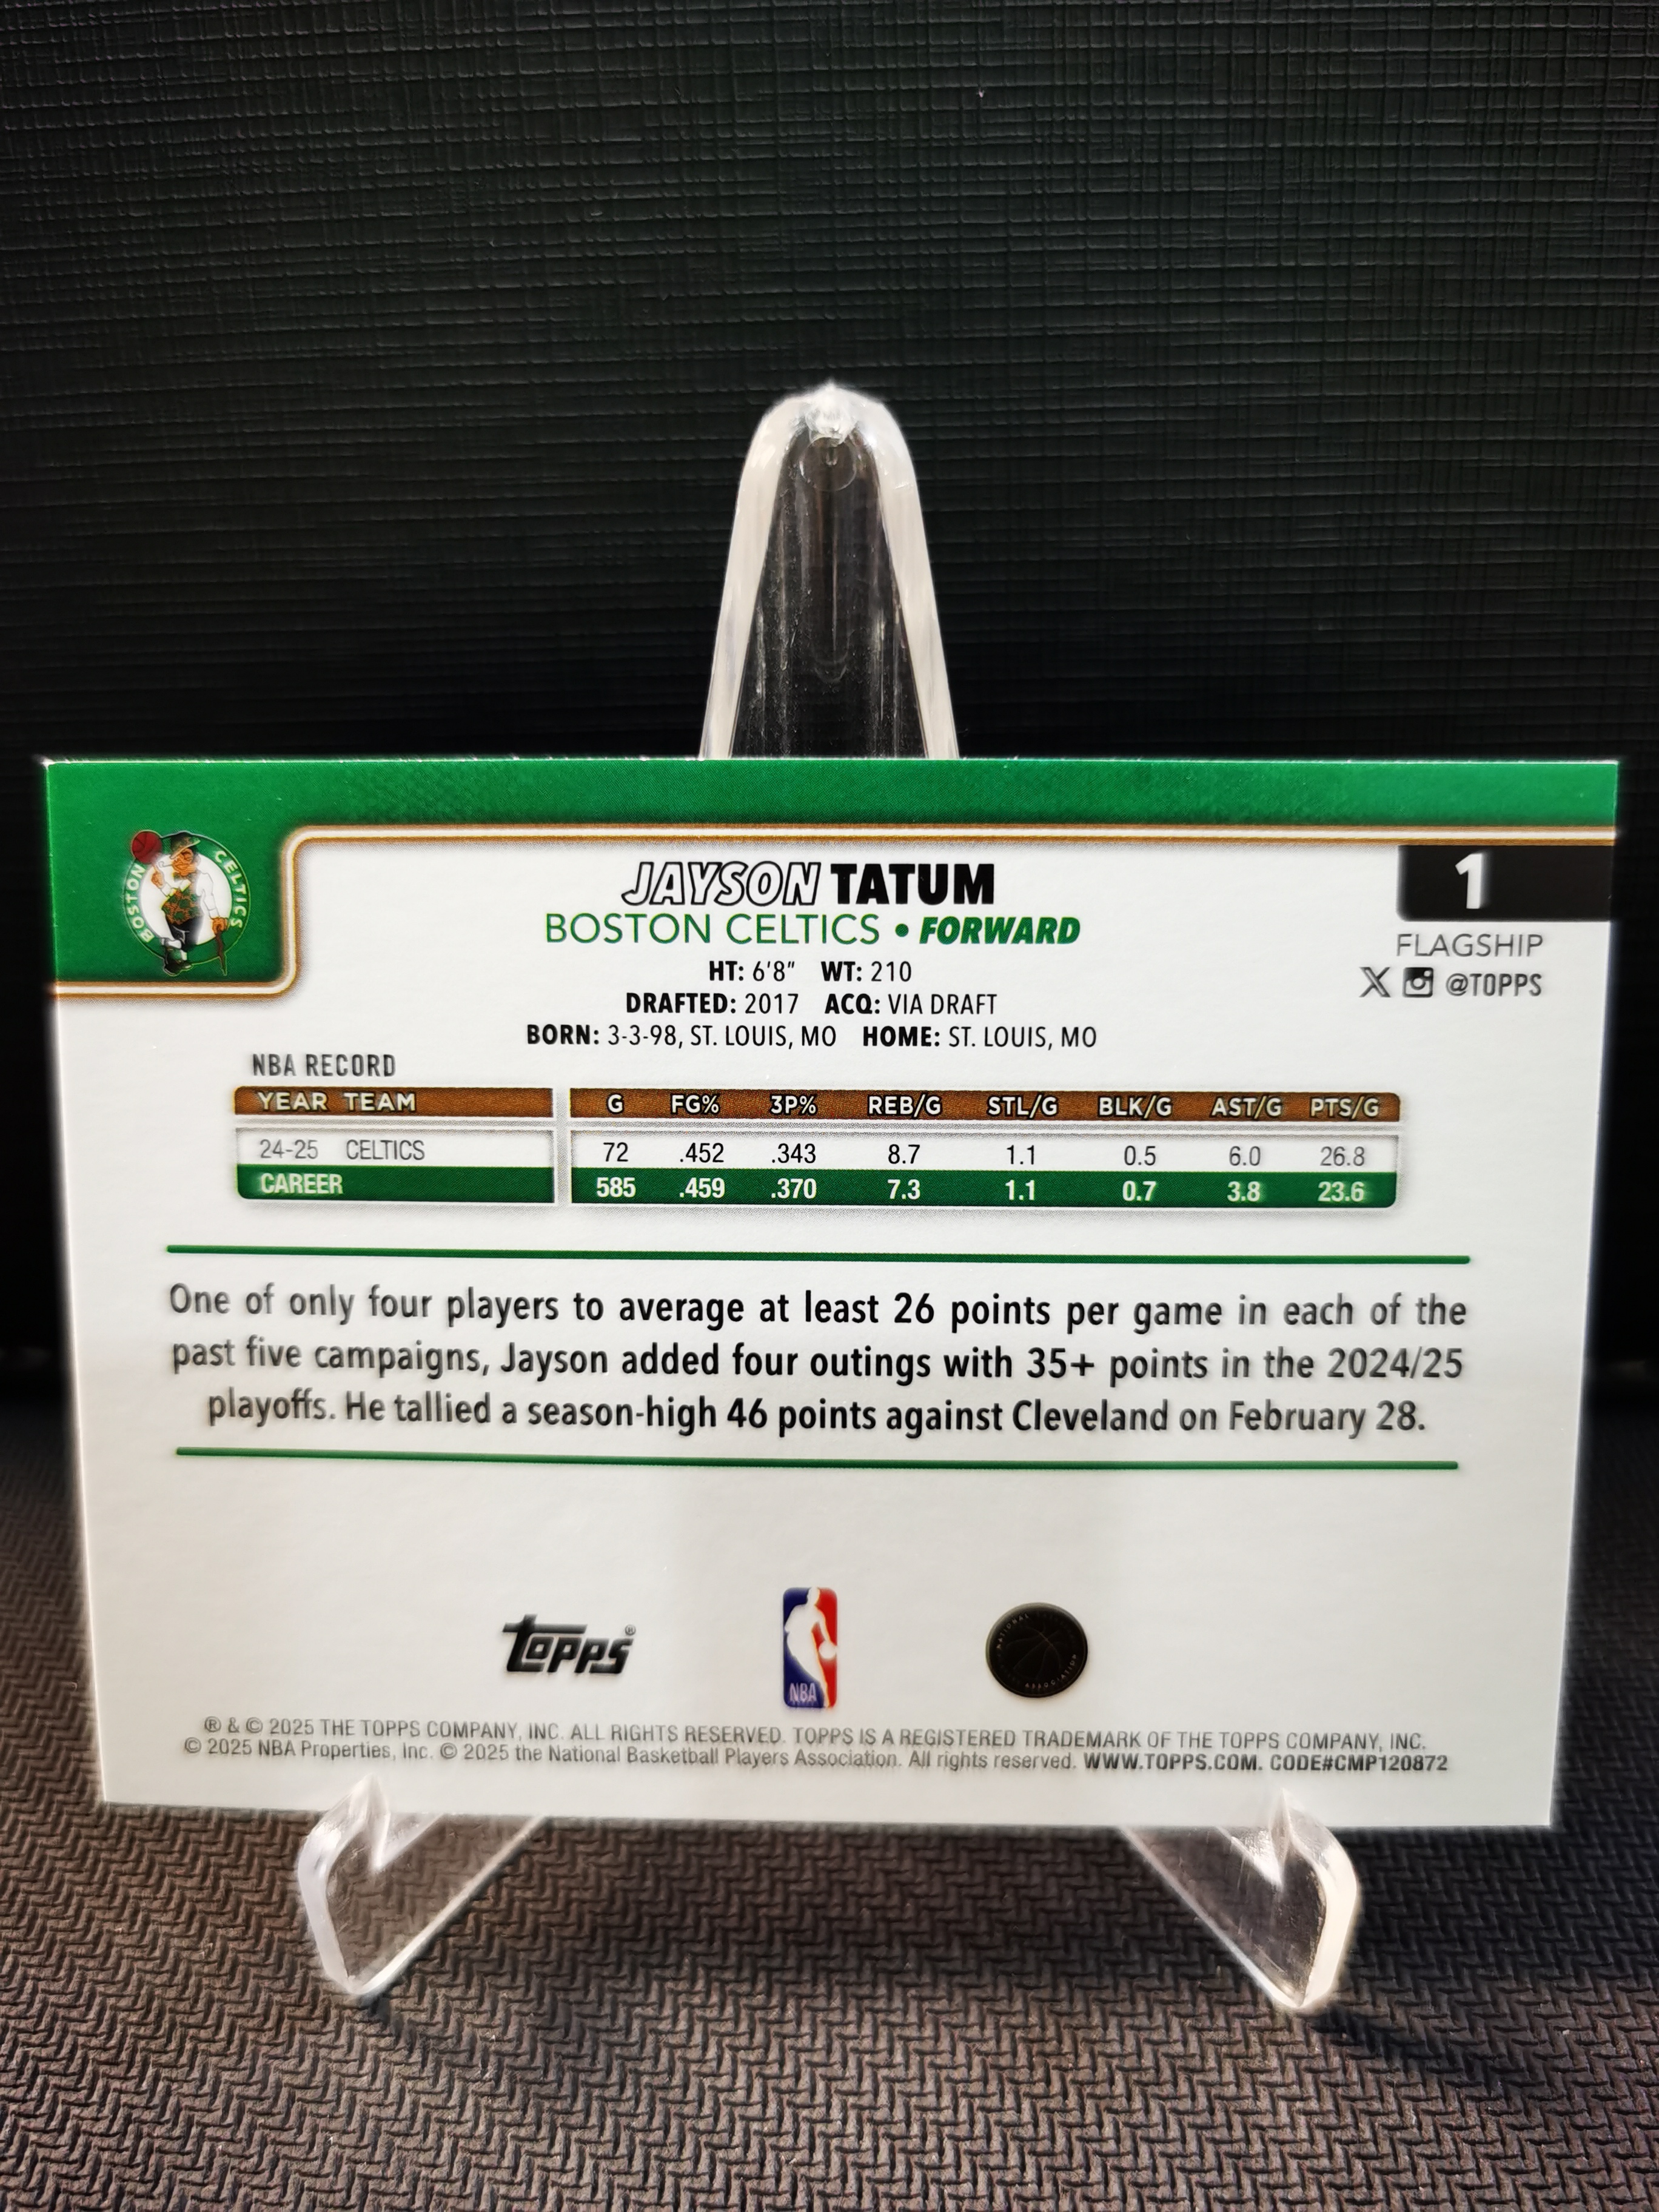 BOSTON CELTICS
JAYSON TATUM
BOSTON CELTICS • FORWARD
1
FLAGSHIP
X @TOPPS
HT: 6'8" WT: 210
DRAFTED: 2017 ACQ: VIA DRAFT
BORN: 3-3-98, ST. LOUIS, MO HOME: ST. LOUIS, MO
NBA RECORD
YEAR TEAM G FG% 3P% REB/G STL/G BLK/G AST/G PTS/G
24-25 CELTICS 72 .452 .343 8.7 1.1 0.5 6.0 26.8
CAREER 585 .459 .370 7.3 1.1 0.7 3.8 23.6
One of only four players to average at least 26 points per game in each of the
past five campaigns, Jayson added four outings with 35+ points in the 2024/25
playoffs. He tallied a season-high 46 points against Cleveland on February 28.
topps®
NBA
NATIONAL ASSOCIATION
® & © 2025 THE TOPPS COMPANY, INC. ALL RIGHTS RESERVED. TOPPS IS A REGISTERED TRADEMARK OF THE TOPPS COMPANY, INC.
© 2025 NBA Properties, Inc. © 2025 the National Basketball Players Association. All rights reserved. WWW.TOPPS.COM. CODE#CMP120872